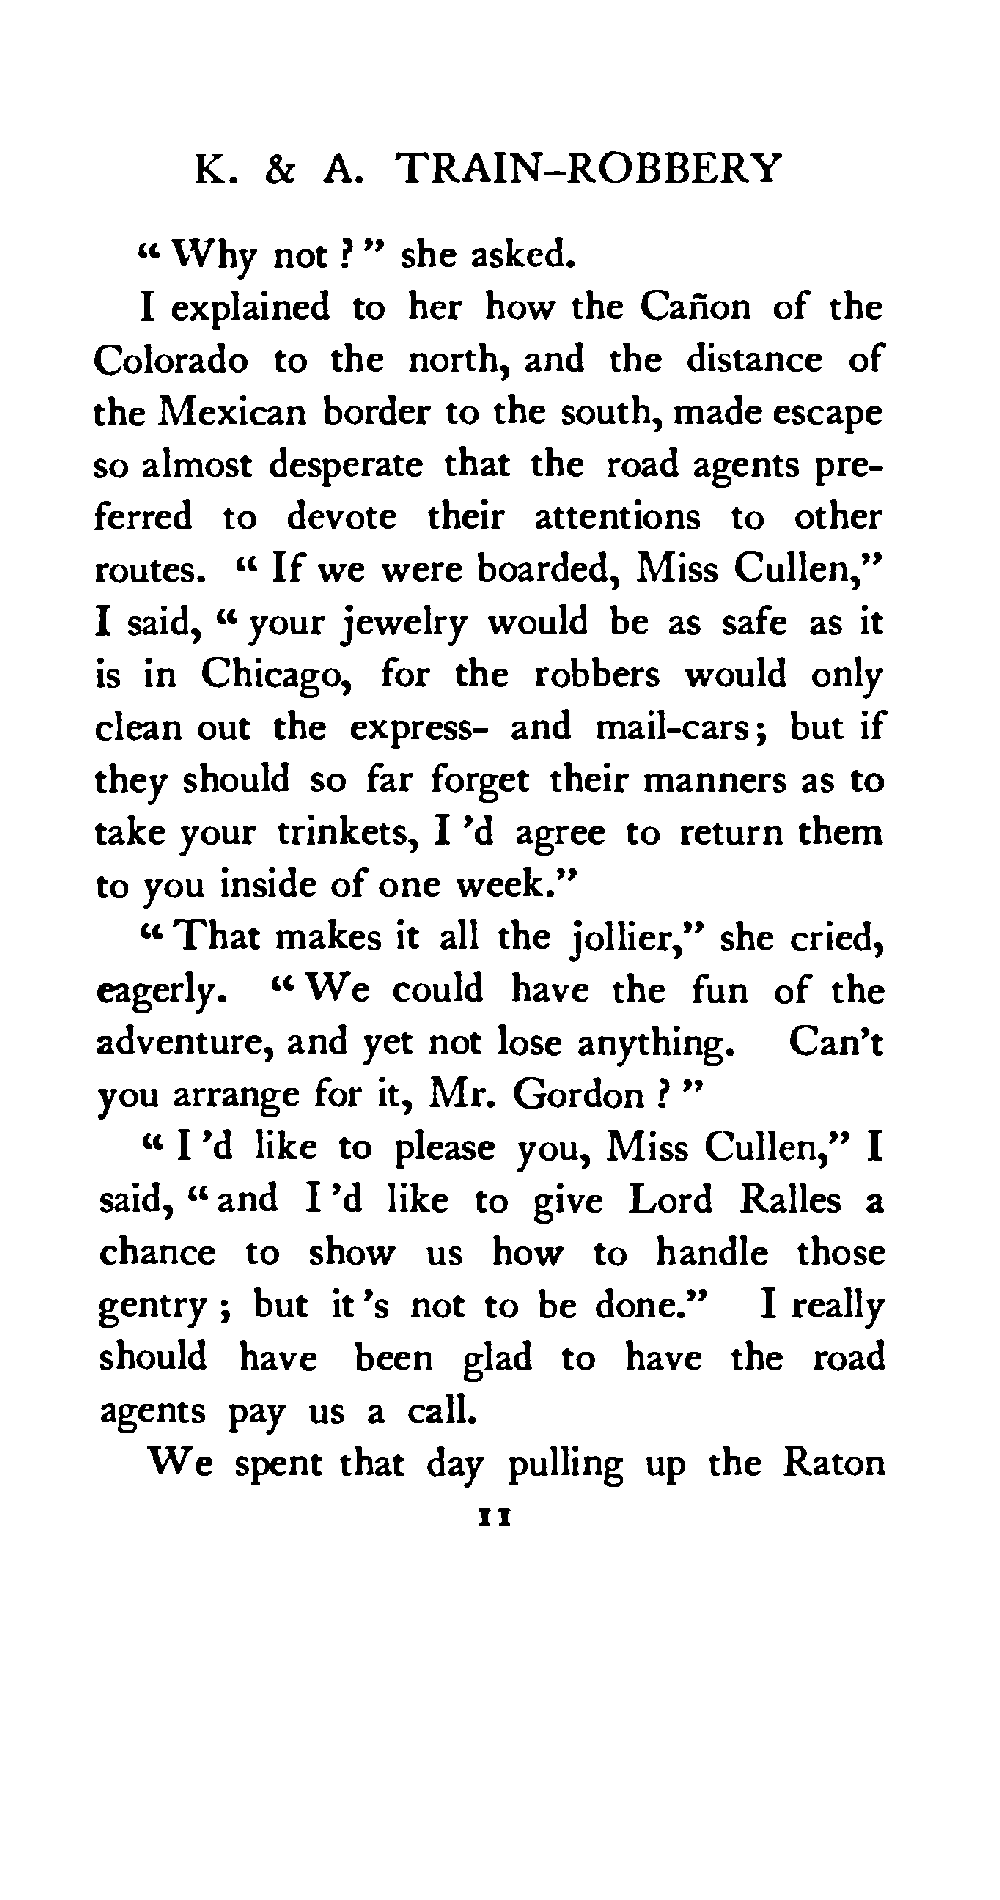 K. & A. TRAIN-ROBBERY
“ Why not ? ” she asked.
I explained to her how the Cañon of the
Colorado to the north, and the distance of
the Mexican border to the south, made escape
so almost desperate that the road agents pre-
ferred to devote their attentions to other
routes. “ If we were boarded, Miss Cullen,”
I said, “ your jewelry would be as safe as it
is in Chicago, for the robbers would only
clean out the express- and mail-cars; but if
they should so far forget their manners as to
take your trinkets, I 'd agree to return them
to you inside of one week.”
“ That makes it all the jollier,” she cried,
eagerly. “ We could have the fun of the
adventure, and yet not lose anything. Can't
you arrange for it, Mr. Gordon ? ”
“ I 'd like to please you, Miss Cullen,” I
said, “ and I 'd like to give Lord Ralles a
chance to show us how to handle those
gentry ; but it 's not to be done.” I really
should have been glad to have the road
agents pay us a call.
We spent that day pulling up the Raton
11